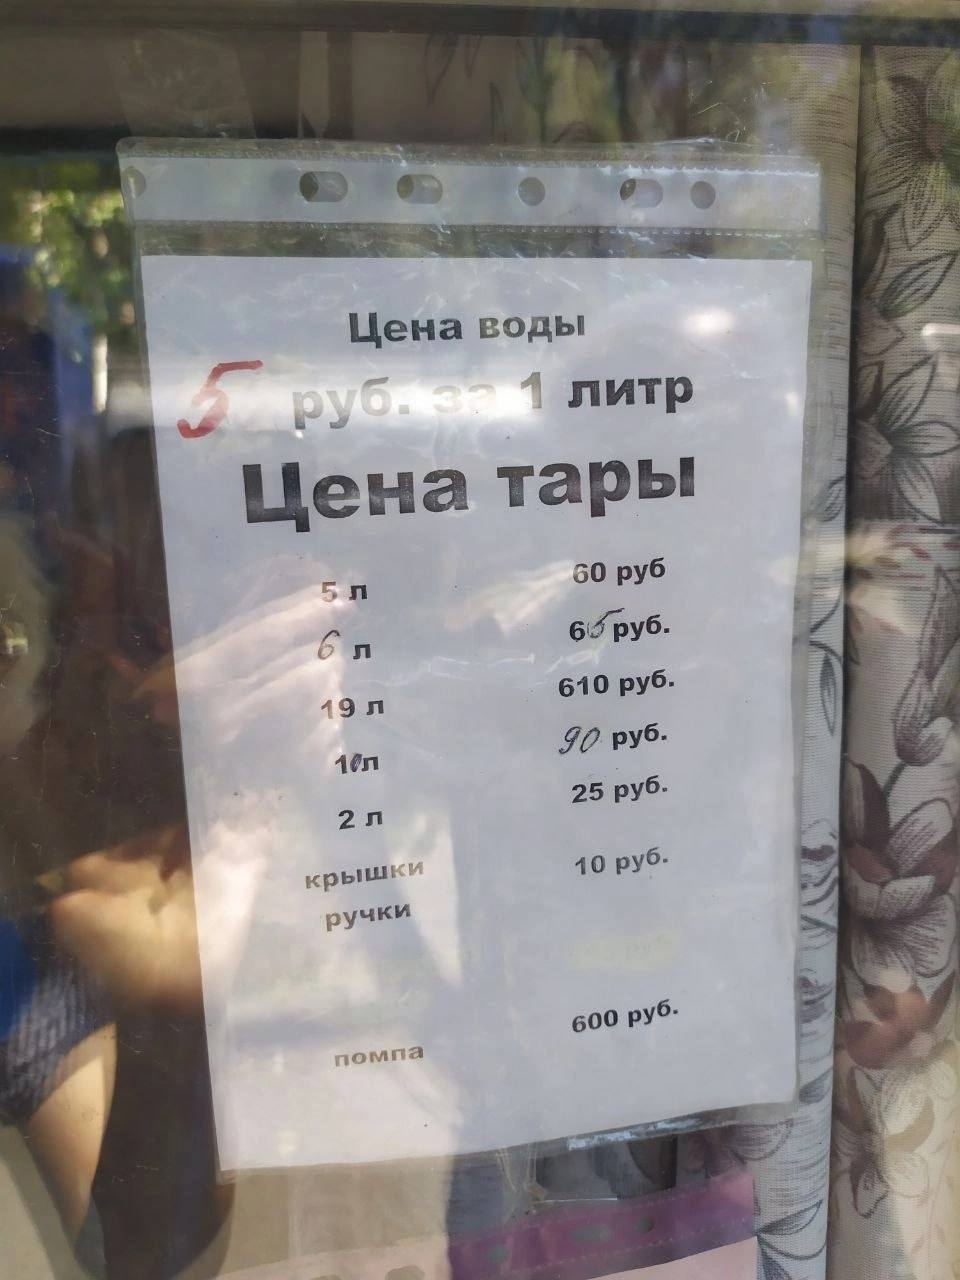 Цена воды
5 руб. за 1 литр
Цена тары
5 л 60 руб
6 л 65 руб.
19 л 610 руб.
10л 90 руб.
2 л 25 руб.
крышки 10 руб.
ручки
помпа 600 руб.